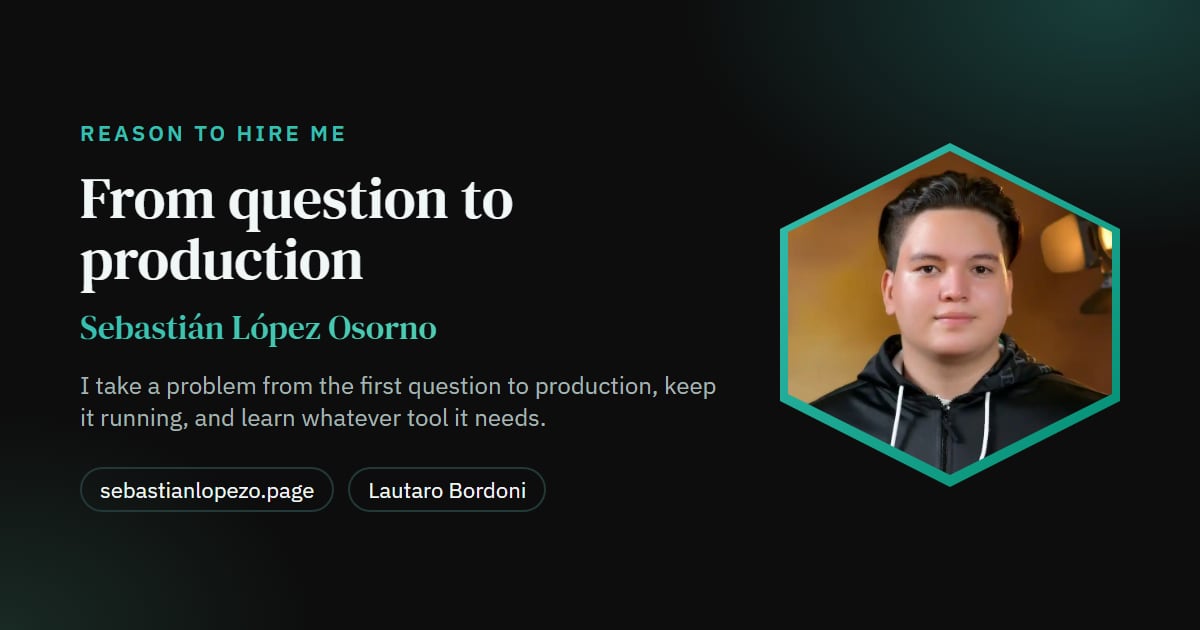 REASON TO HIRE ME
From question to
production
Sebastián López Osorno
I take a problem from the first question to production, keep
it running, and learn whatever tool it needs.
sebastianlopezo.page
Lautaro Bordoni